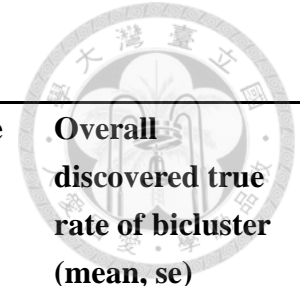 e Overall
discovered true
rate of bicluster
(mean, se)